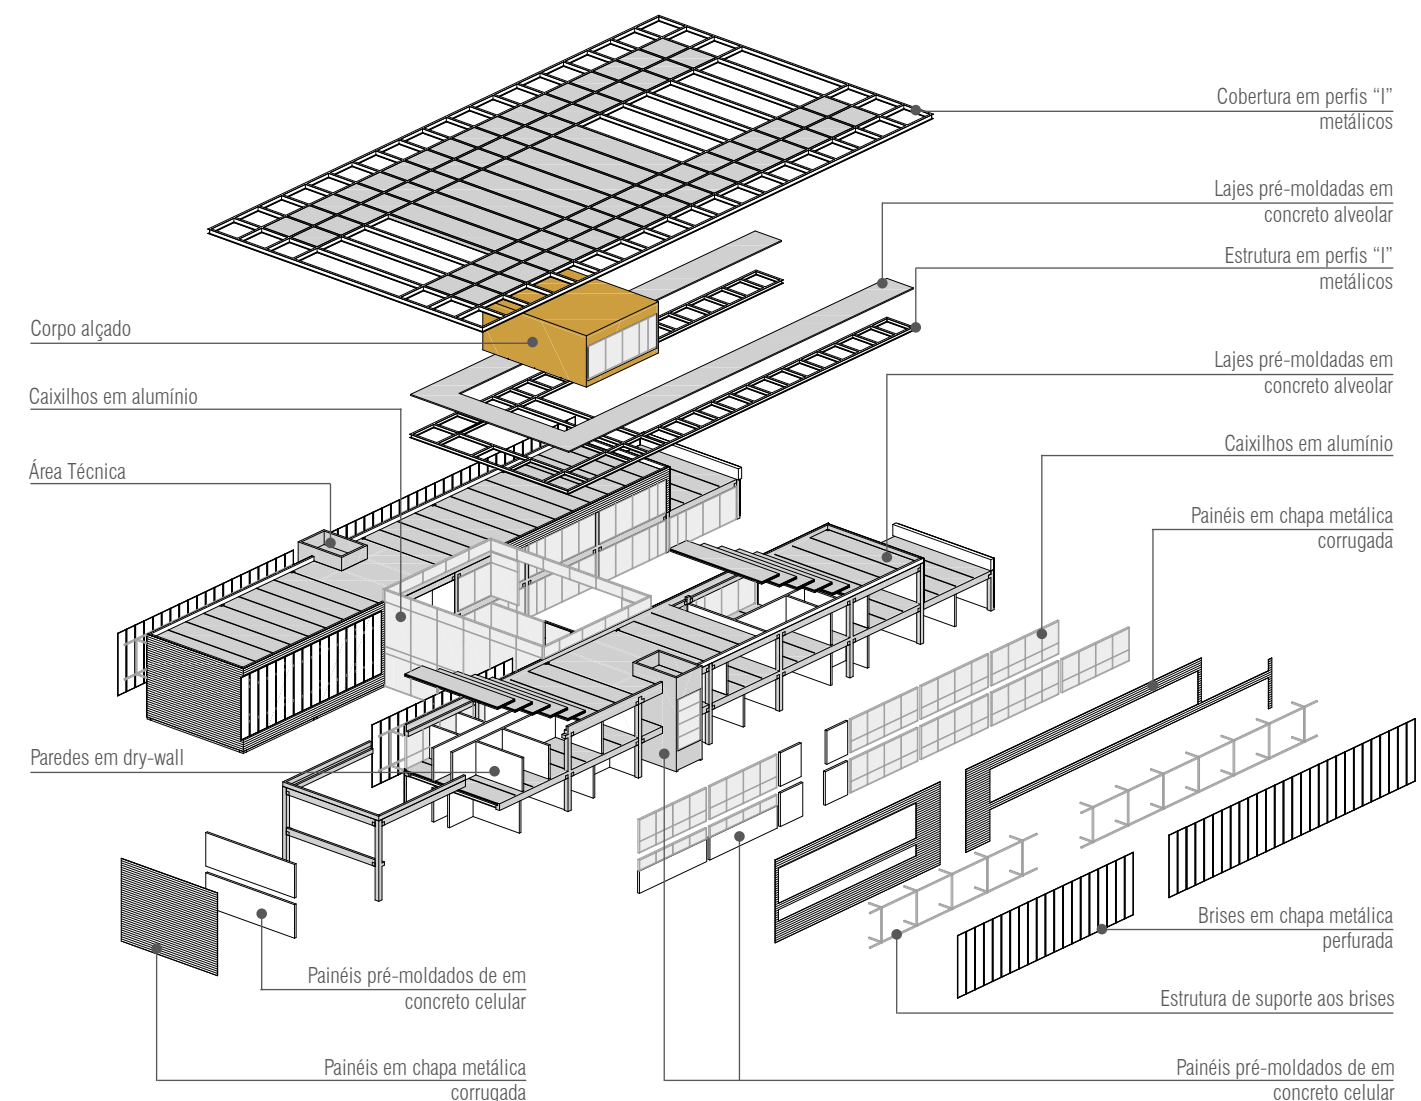 Cobertura em perfis “I”
metálicos
Lajes pré-moldadas em
concreto alveolar
Estrutura em perfis “I”
metálicos
Corpo alçado
Lajes pré-moldadas em
concreto alveolar
Caixilhos em alumínio
Caixilhos em alumínio
Área Técnica
Painéis em chapa metálica
corrugada
Paredes em dry-wall
Brises em chapa metálica
perfurada
Painéis pré-moldados de em
concreto celular
Estrutura de suporte aos brises
Painéis em chapa metálica
corrugada
Painéis pré-moldados de em
concreto celular